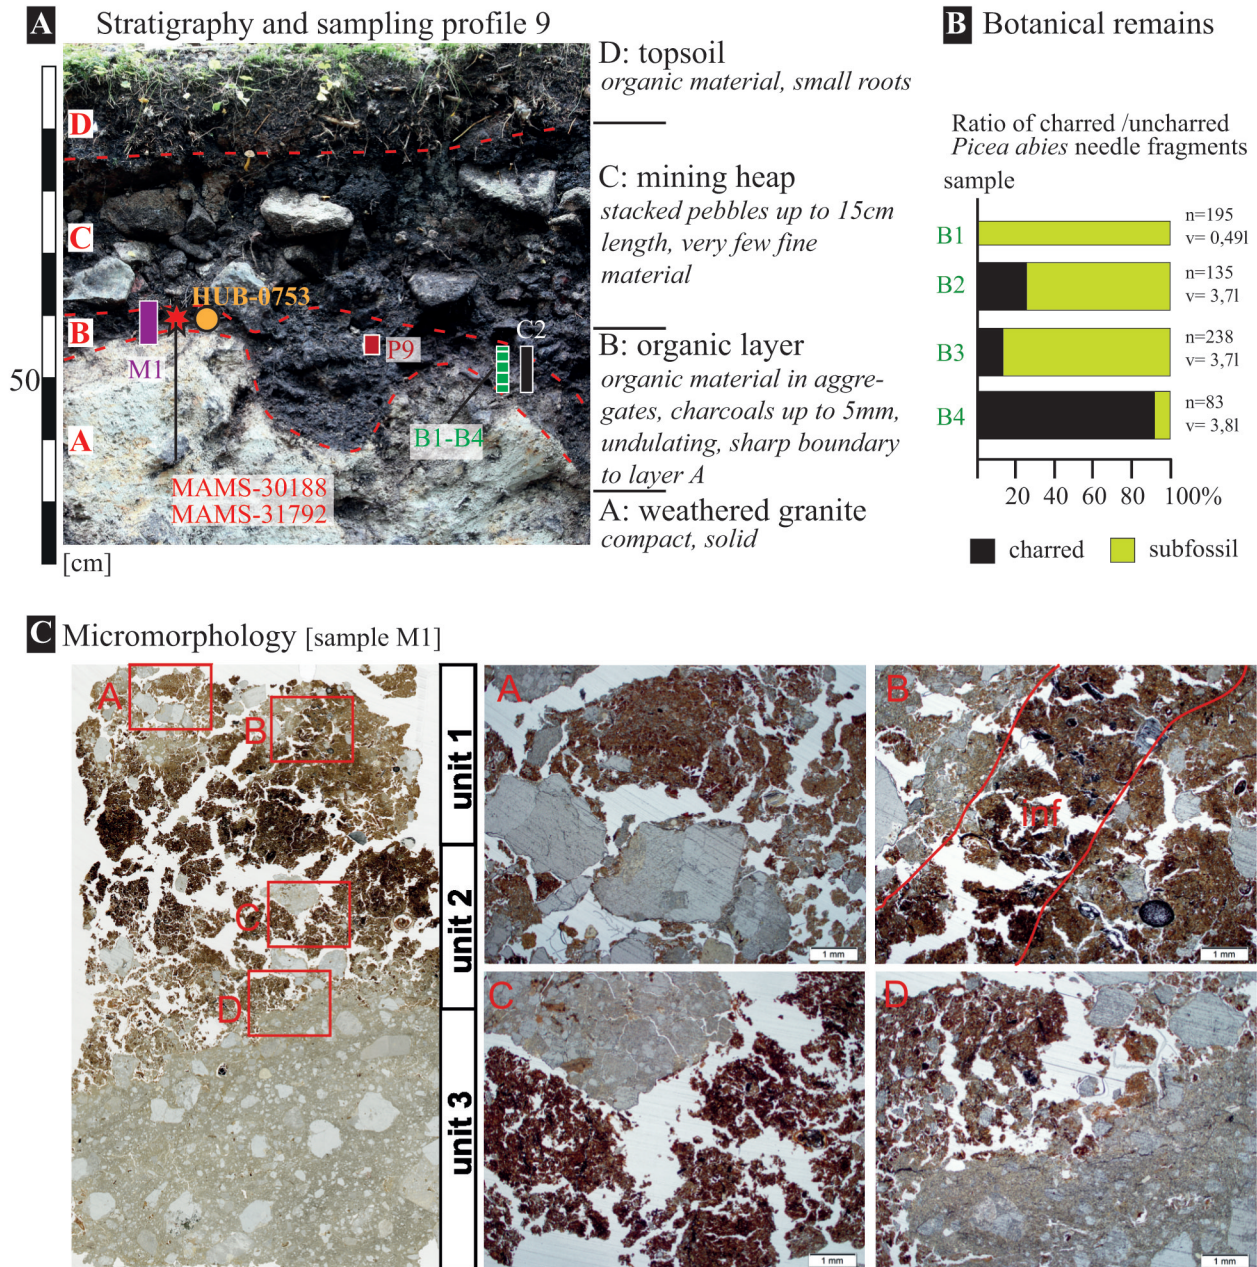 A Stratigraphy and sampling profile 9
D: topsoil
organic material, small roots
C: mining heap
stacked pebbles up to 15cm
length, very few fine
material
B: organic layer
organic material in aggre-
gates, charcoals up to 5mm,
undulating, sharp boundary
to layer A
A: weathered granite
compact, solid
D
C
B
A
HUB-0753
M1
P9
C2
B1-B4
MAMS-30188
MAMS-31792
50
[cm]
B Botanical remains
Ratio of charred /uncharred
Picea abies needle fragments
sample
B1
n=195
v= 0,49l
B2
n=135
v= 3,7l
B3
n=238
v= 3,7l
B4
n=83
v= 3,8l
20 40 60 80 100%
charred subfossil
C Micromorphology [sample M1]
A
B
C
D
unit 1
unit 2
unit 3
A
1 mm
B
inf
1 mm
C
1 mm
D
1 mm